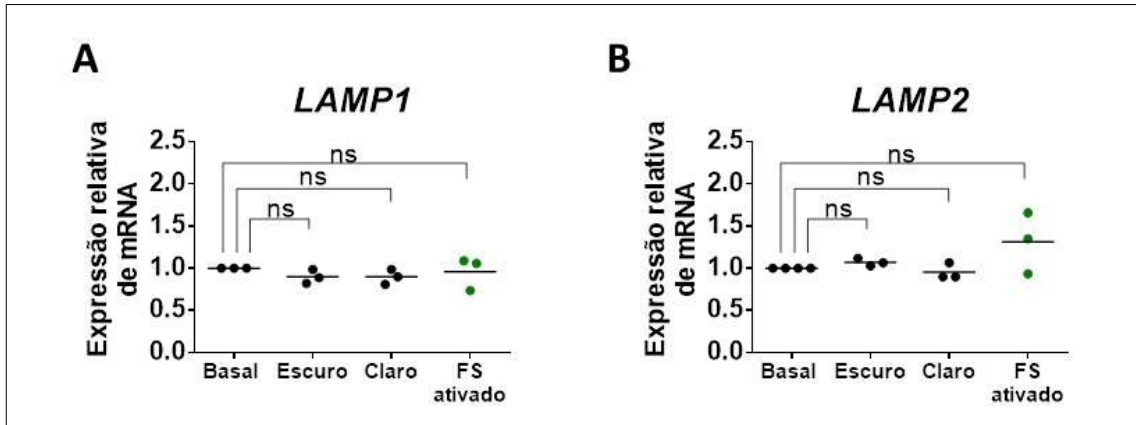 A
LAMP1
Expressão relativa
de mRNA
2.5
2.0
1.5
1.0
0.5
0.0
ns
ns
ns
Basal Escuro Claro FS
ativado
B
LAMP2
Expressão relativa
de mRNA
2.5
2.0
1.5
1.0
0.5
0.0
ns
ns
ns
Basal Escuro Claro FS
ativado